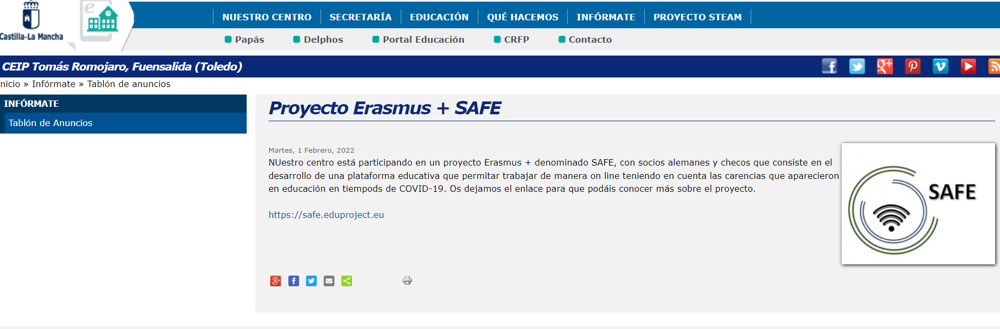 Castilla-La Mancha
NUESTRO CENTRO
SECRETARÍA
EDUCACIÓN
QUÉ HACEMOS
INFÓRMATE
PROYECTO STEAM
Papás
Delphos
Portal Educación
CRFP
Contacto
CEIP Tomás Romojaro, Fuensalida (Toledo)
nicio » Infórmate » Tablón de anuncios
INFÓRMATE
Tablón de Anuncios
Proyecto Erasmus + SAFE
Martes, 1 Febrero, 2022
NUestro centro está participando en un proyecto Erasmus + denominado SAFE, con socios alemanes y checos que consiste en el
desarrollo de una plataforma educativa que permitar trabajar de manera on line teniendo en cuenta las carencias que aparecieron
en educación en tiempods de COVID-19. Os dejamos el enlace para que podáis conocer más sobre el proyecto.
https://safe.eduproject.eu
SAFE